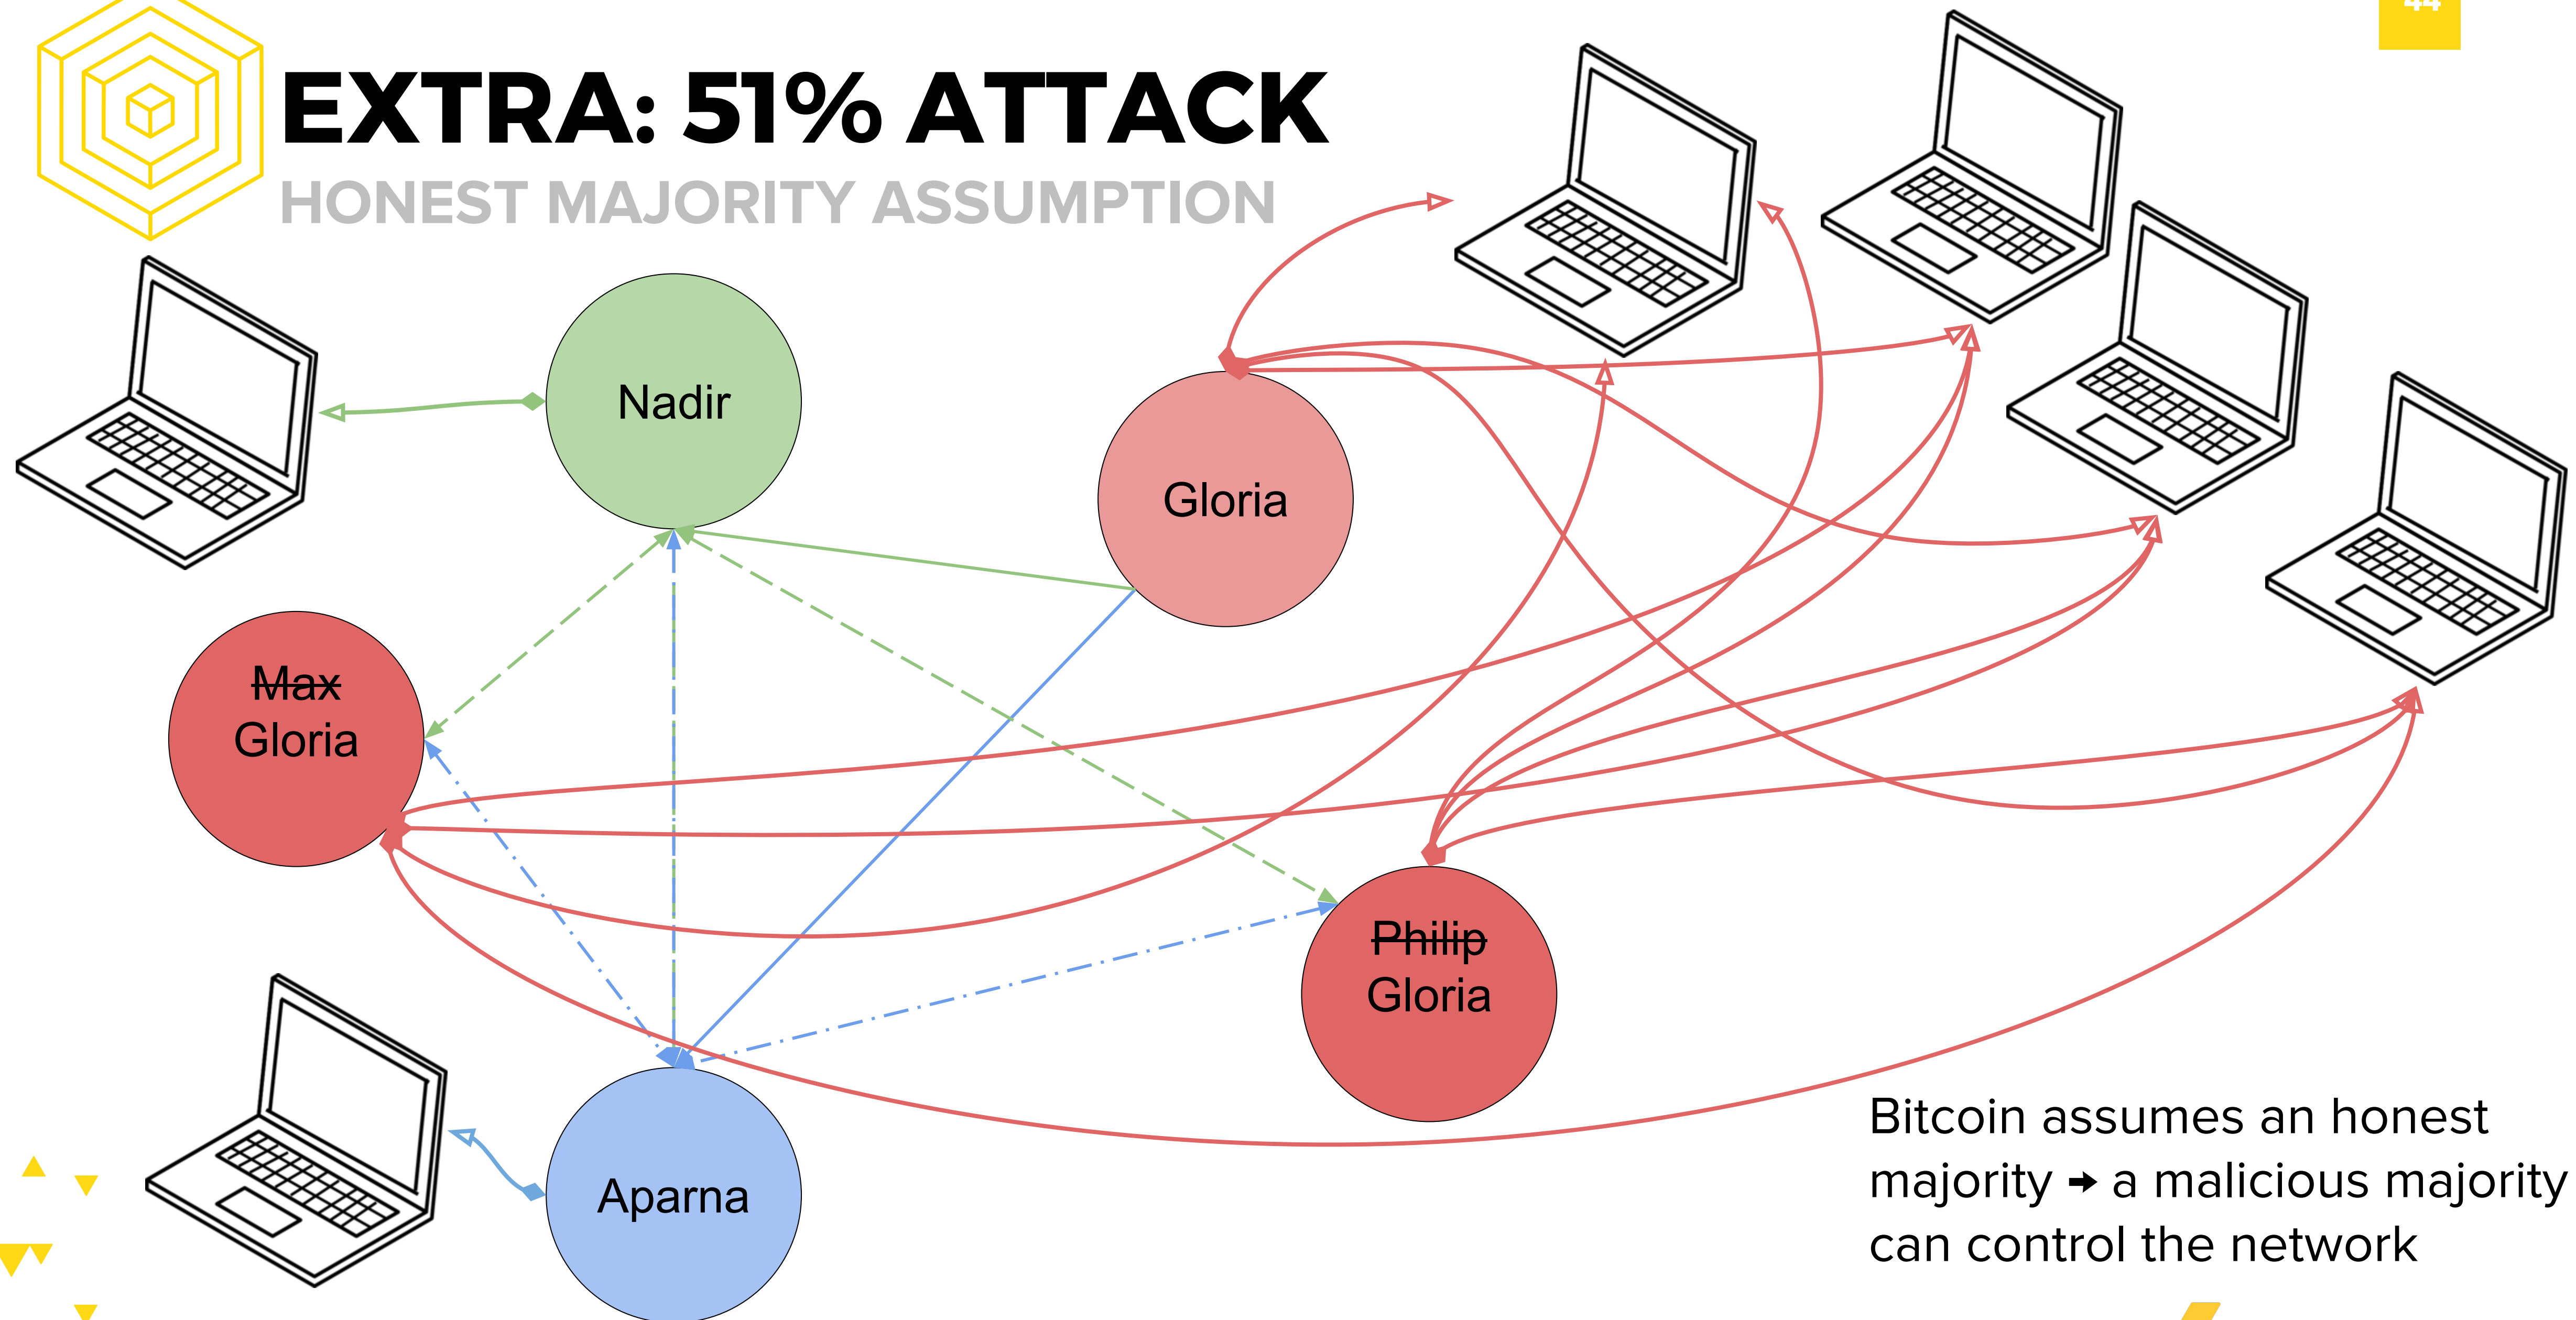 44
EXTRA: 51% ATTACK
HONEST MAJORITY ASSUMPTION
Nadir
Gloria
Max
Gloria
Philip
Gloria
Aparna
Bitcoin assumes an honest
majority → a malicious majority
can control the network